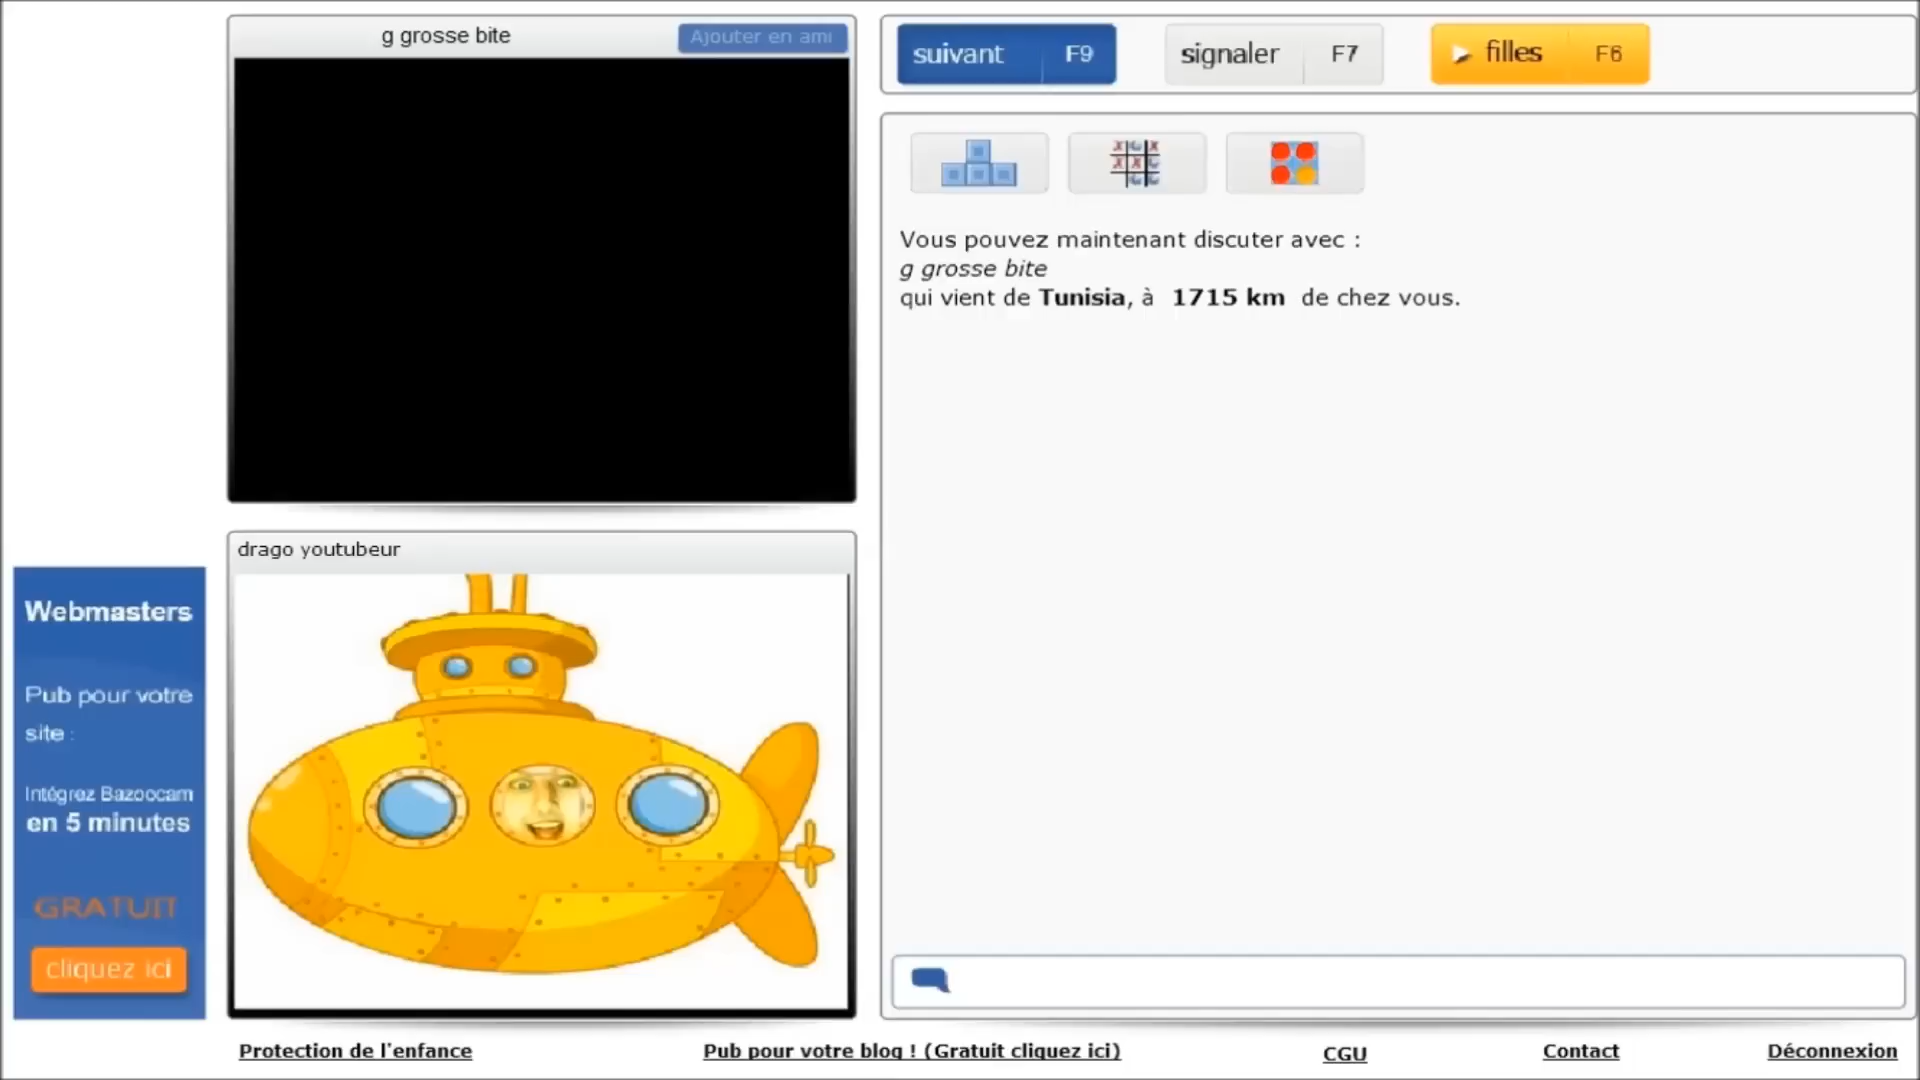 g grosse bite
Ajouter en ami
suivant F9
signaler F7
filles F6
Vous pouvez maintenant discuter avec :
g grosse bite
qui vient de Tunisia, à 1715 km de chez vous.
drago youtubeur
Webmasters
Pub pour votre
site :
Intégrez Bazoocam
en 5 minutes
GRATUIT
cliquez ici
Protection de l'enfance
Pub pour votre blog ! (Gratuit cliquez ici)
CGU
Contact
Déconnexion